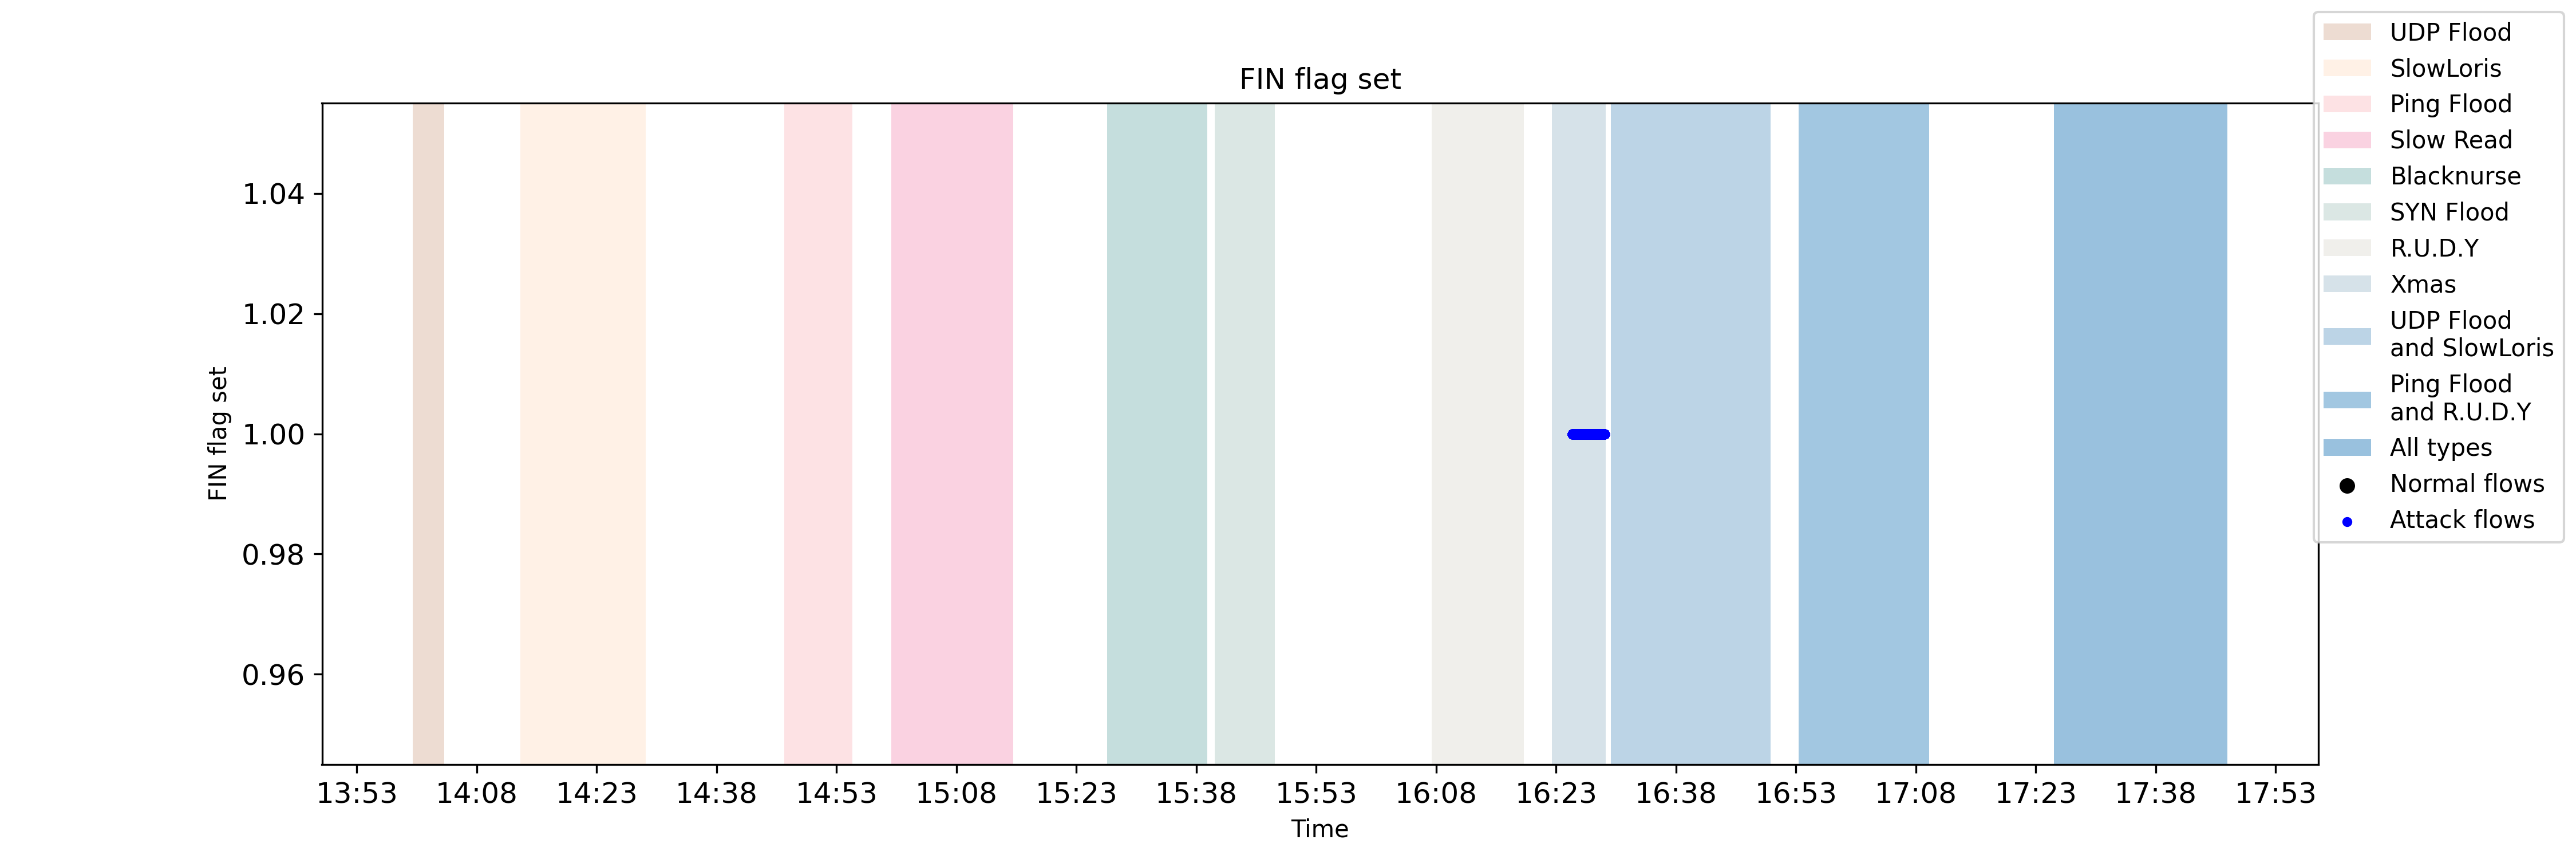 FIN flag set
FIN flag set
1.04
1.02
1.00
0.98
0.96
13:53 14:08 14:23 14:38 14:53 15:08 15:23 15:38 15:53 16:08 16:23 16:38 16:53 17:08 17:23 17:38 17:53
Time
UDP Flood
SlowLoris
Ping Flood
Slow Read
Blacknurse
SYN Flood
R.U.D.Y
Xmas
UDP Flood
and SlowLoris
Ping Flood
and R.U.D.Y
All types
Normal flows
Attack flows